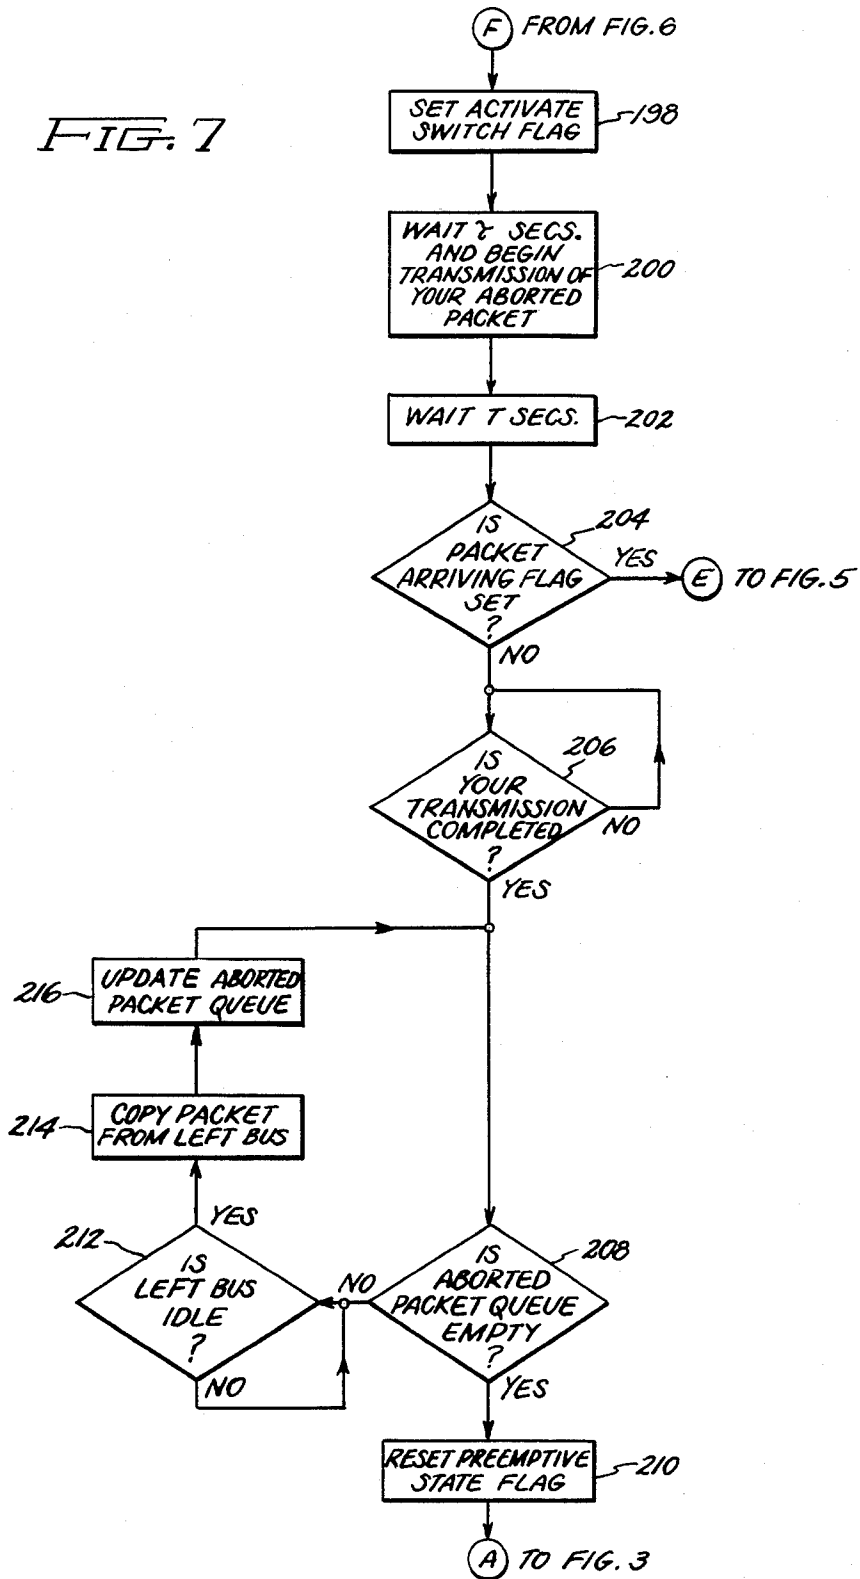 F FROM FIG. 6
FIG. 7
SET ACTIVATE
SWITCH FLAG
198
WAIT τ SECS.
AND BEGIN
TRANSMISSION OF
YOUR ABORTED
PACKET
200
WAIT T SECS.
202
IS
PACKET
ARRIVING FLAG
SET
?
204
YES
E TO FIG. 5
NO
IS
YOUR
TRANSMISSION
COMPLETED
?
206
NO
YES
216
UPDATE ABORTED
PACKET QUEUE
214
COPY PACKET
FROM LEFT BUS
YES
212
IS
LEFT BUS
IDLE
?
NO
NO
IS
ABORTED
PACKET QUEUE
EMPTY
?
208
YES
RESET PREEMPTIVE
STATE FLAG
210
A TO FIG. 3